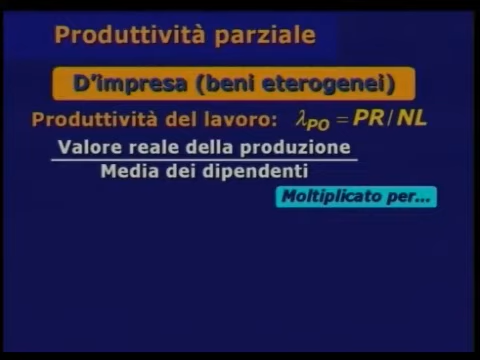 Produttività parziale
D'impresa (beni eterogenei)
Produttività del lavoro: λPO = PR / NL
Valore reale della produzione
Media dei dipendenti
Moltiplicato per...